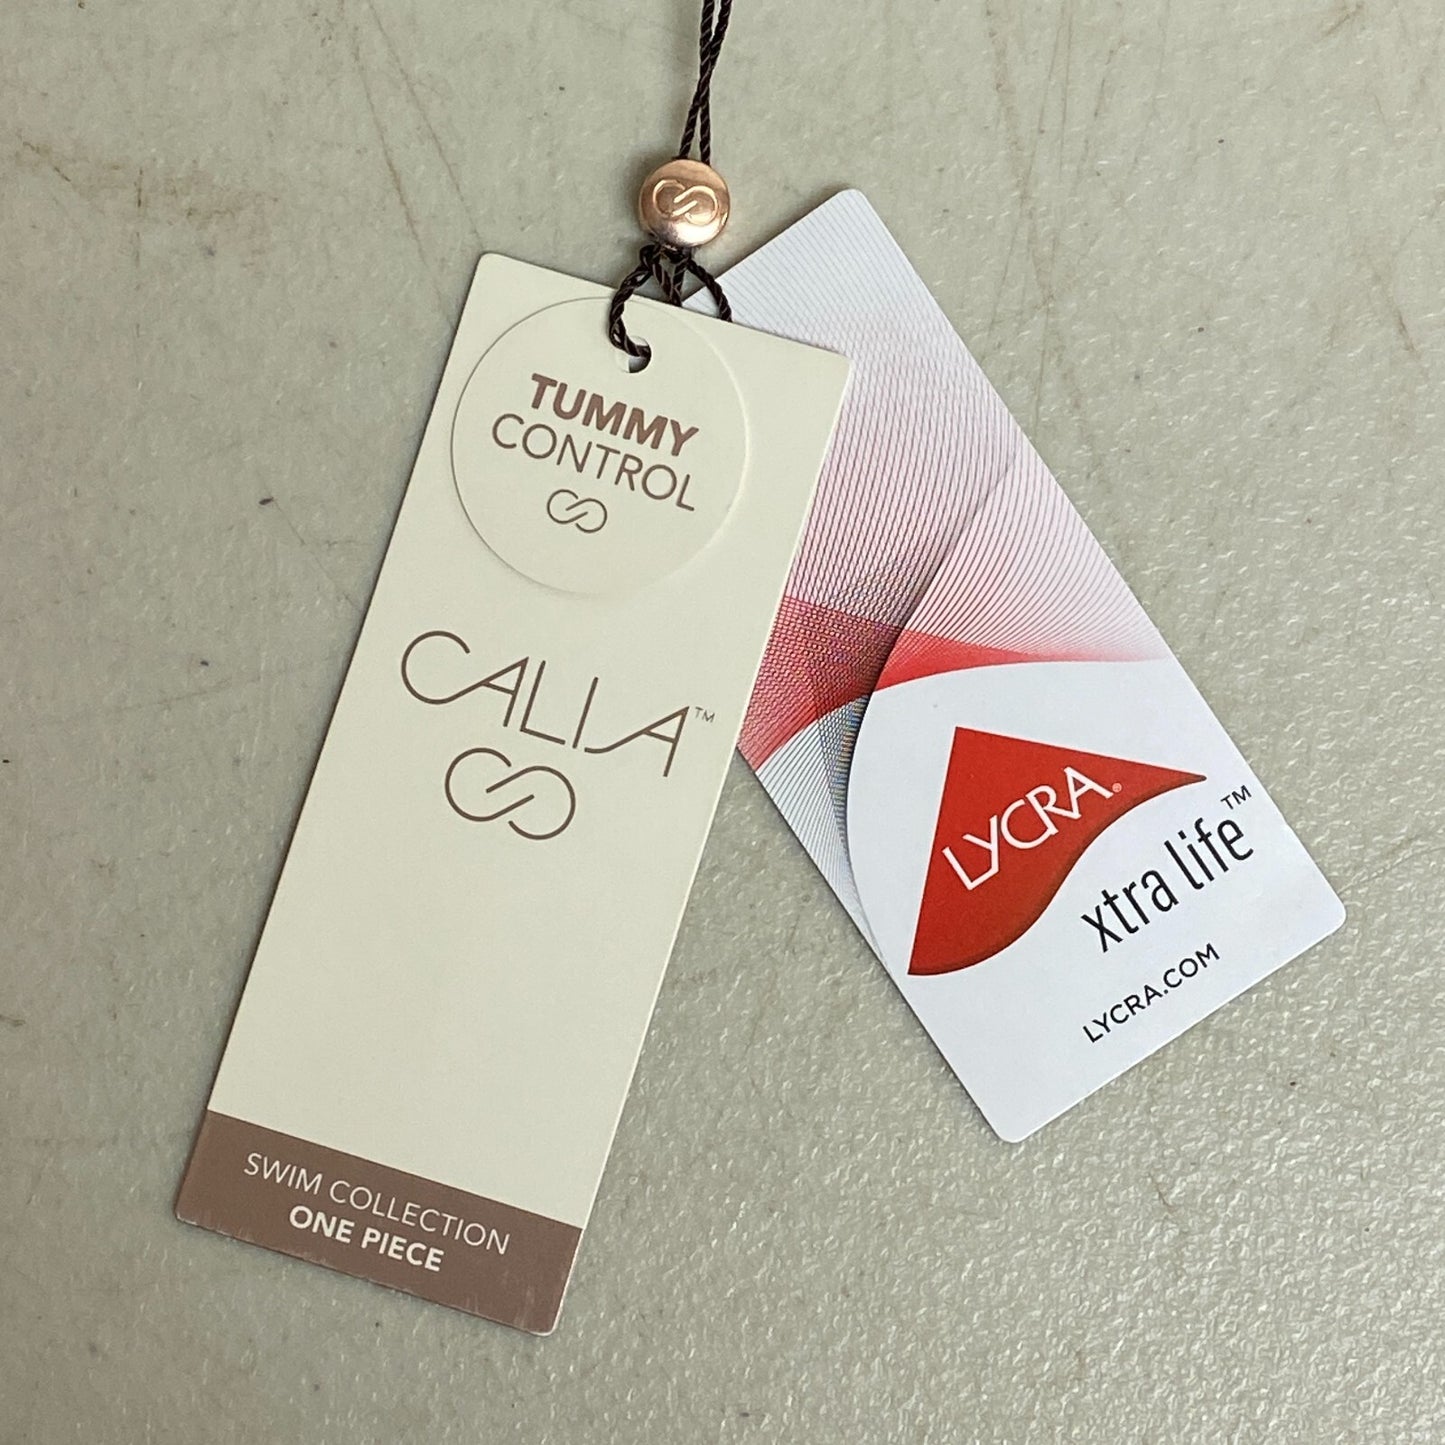 TUMMY
CONTROL
CALIA™
SWIM COLLECTION
ONE PIECE
LYCRA®
xtra life™
LYCRA.COM